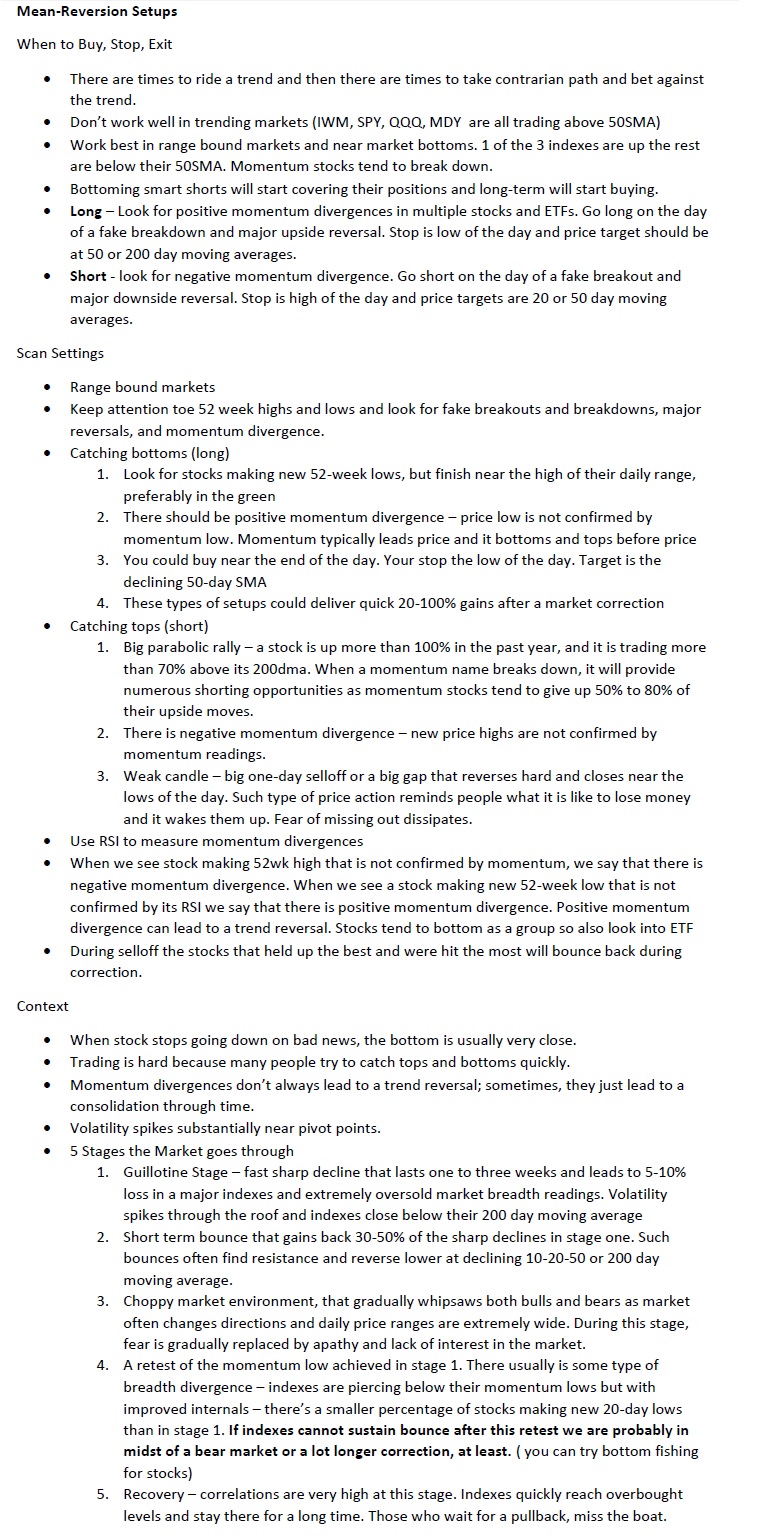 Mean-Reversion Setups
When to Buy, Stop, Exit
• There are times to ride a trend and then there are times to take contrarian path and bet against
the trend.
• Don't work well in trending markets (IWM, SPY, QQQ, MDY are all trading above 50SMA)
• Work best in range bound markets and near market bottoms. 1 of the 3 indexes are up the rest
are below their 50SMA. Momentum stocks tend to break down.
• Bottoming smart shorts will start covering their positions and long-term will start buying.
• Long – Look for positive momentum divergences in multiple stocks and ETFs. Go long on the day
of a fake breakdown and major upside reversal. Stop is low of the day and price target should be
at 50 or 200 day moving averages.
• Short - look for negative momentum divergence. Go short on the day of a fake breakout and
major downside reversal. Stop is high of the day and price targets are 20 or 50 day moving
averages.
Scan Settings
• Range bound markets
• Keep attention toe 52 week highs and lows and look for fake breakouts and breakdowns, major
reversals, and momentum divergence.
• Catching bottoms (long)
1. Look for stocks making new 52-week lows, but finish near the high of their daily range,
preferably in the green
2. There should be positive momentum divergence – price low is not confirmed by
momentum low. Momentum typically leads price and it bottoms and tops before price
3. You could buy near the end of the day. Your stop the low of the day. Target is the
declining 50-day SMA
4. These types of setups could deliver quick 20-100% gains after a market correction
• Catching tops (short)
1. Big parabolic rally – a stock is up more than 100% in the past year, and it is trading more
than 70% above its 200dma. When a momentum name breaks down, it will provide
numerous shorting opportunities as momentum stocks tend to give up 50% to 80% of
their upside moves.
2. There is negative momentum divergence – new price highs are not confirmed by
momentum readings.
3. Weak candle – big one-day selloff or a big gap that reverses hard and closes near the
lows of the day. Such type of price action reminds people what it is like to lose money
and it wakes them up. Fear of missing out dissipates.
• Use RSI to measure momentum divergences
• When we see stock making 52wk high that is not confirmed by momentum, we say that there is
negative momentum divergence. When we see a stock making new 52-week low that is not
confirmed by its RSI we say that there is positive momentum divergence. Positive momentum
divergence can lead to a trend reversal. Stocks tend to bottom as a group so also look into ETF
• During selloff the stocks that held up the best and were hit the most will bounce back during
correction.
Context
• When stock stops going down on bad news, the bottom is usually very close.
• Trading is hard because many people try to catch tops and bottoms quickly.
• Momentum divergences don't always lead to a trend reversal; sometimes, they just lead to a
consolidation through time.
• Volatility spikes substantially near pivot points.
• 5 Stages the Market goes through
1. Guillotine Stage – fast sharp decline that lasts one to three weeks and leads to 5-10%
loss in a major indexes and extremely oversold market breadth readings. Volatility
spikes through the roof and indexes close below their 200 day moving average
2. Short term bounce that gains back 30-50% of the sharp declines in stage one. Such
bounces often find resistance and reverse lower at declining 10-20-50 or 200 day
moving average.
3. Choppy market environment, that gradually whipsaws both bulls and bears as market
often changes directions and daily price ranges are extremely wide. During this stage,
fear is gradually replaced by apathy and lack of interest in the market.
4. A retest of the momentum low achieved in stage 1. There usually is some type of
breadth divergence – indexes are piercing below their momentum lows but with
improved internals – there's a smaller percentage of stocks making new 20-day lows
than in stage 1. If indexes cannot sustain bounce after this retest we are probably in
midst of a bear market or a lot longer correction, at least. ( you can try bottom fishing
for stocks)
5. Recovery – correlations are very high at this stage. Indexes quickly reach overbought
levels and stay there for a long time. Those who wait for a pullback, miss the boat.